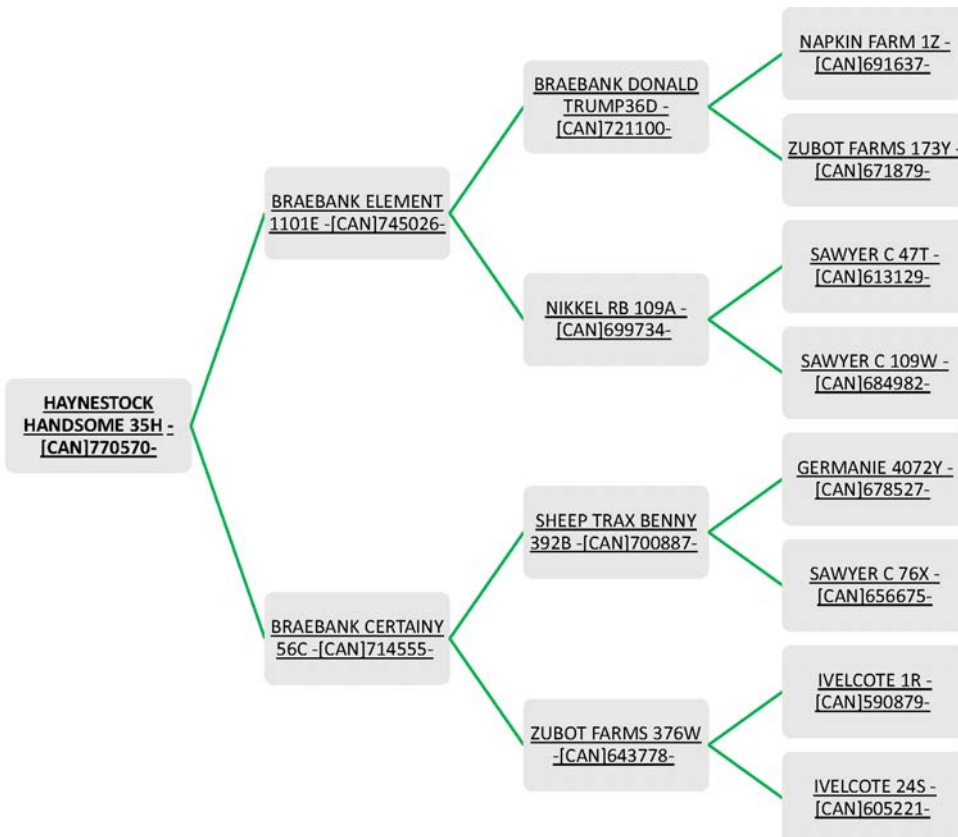 HAYNESTOCK
HANDSOME 35H -
[CAN]770570-
BRAEBANK ELEMENT
1101E -[CAN]745026-
BRAEBANK CERTAINY
56C -[CAN]714555-
BRAEBANK DONALD
TRUMP36D -
[CAN]721100-
NIKKEL RB 109A -
[CAN]699734-
SHEEP TRAX BENNY
392B -[CAN]700887-
ZUBOT FARMS 376W
-[CAN]643778-
NAPKIN FARM 1Z -
[CAN]691637-
ZUBOT FARMS 173Y -
[CAN]671879-
SAWYER C 47T -
[CAN]613129-
SAWYER C 109W -
[CAN]684982-
GERMANIE 4072Y -
[CAN]678527-
SAWYER C 76X -
[CAN]656675-
IVELCOTE 1R -
[CAN]590879-
IVELCOTE 24S -
[CAN]605221-